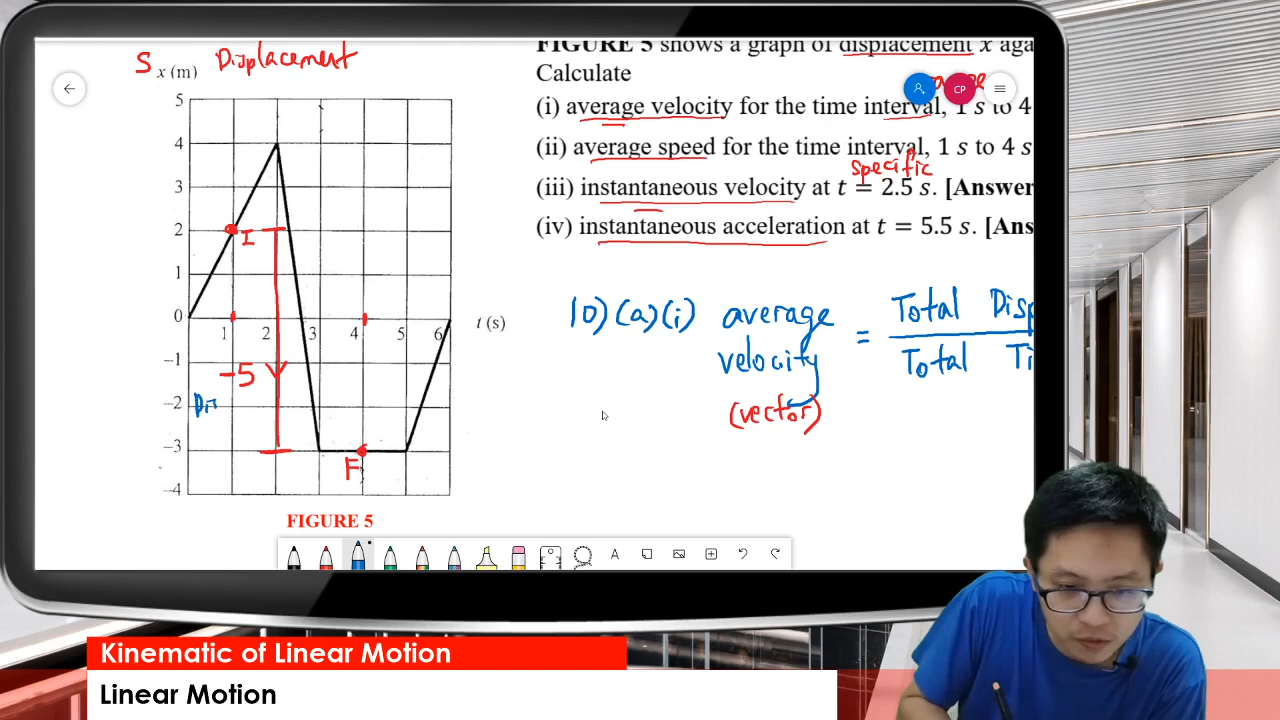 S x (m) Displacement
5
4
3
2
1
0
−1
−2
−3
−4
1 2 3 4 5 6 t (s)
I
−5
F
FIGURE 5
FIGURE 5 shows a graph of displacement x aga
Calculate
(i) average velocity for the time interval, 1 s to 4
(ii) average speed for the time interval, 1 s to 4 s
specific
(iii) instantaneous velocity at t = 2.5 s. [Answer
(iv) instantaneous acceleration at t = 5.5 s. [Ans
CP
10)(a)(i) average velocity = Total Disp
Total Ti
(vector)
A
Kinematic of Linear Motion
Linear Motion